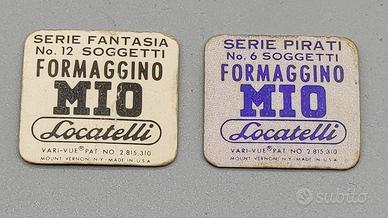 SERIE FANTASIA
No. 12 SOGGETTI
FORMAGGINO
MIO
Locatelli
VARI-VUE® PAT. NO. 2.815.310
MOUNT VERNON. N.Y.-MADE IN U.S.A
SERIE PIRATI
No. 6 SOGGETTI
FORMAGGINO
MIO
Locatelli
VARI-VUE® PAT. NO. 2.815.310
MOUNT VERNON. N.Y.-MADE IN U.S.A
subito